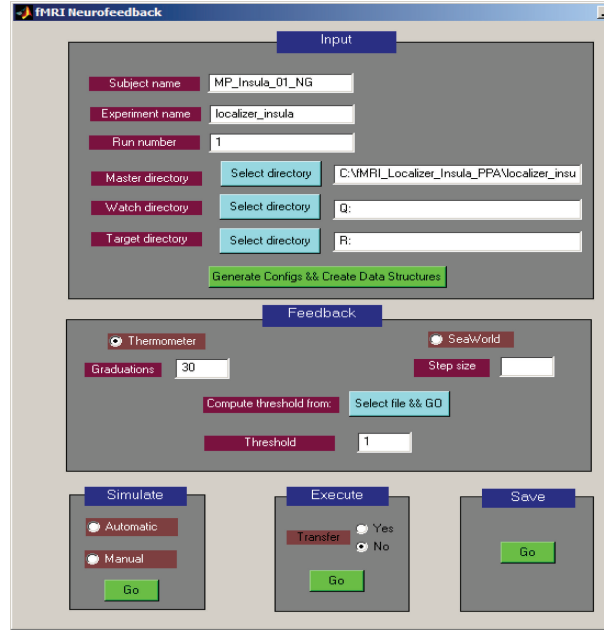 fMRI Neurofeedback
Input
Subject name MP_Insula_01_NG
Experiment name localizer_insula
Run number 1
Master directory Select directory C:\fMRI_Localizer_Insula_PPA\localizer_insu
Watch directory Select directory Q:
Target directory Select directory R:
Generate Configs && Create Data Structures
Feedback
Thermometer SeaWorld
Graduations 30 Step size
Compute threshold from: Select file && GO
Threshold 1
Simulate
Automatic
Manual
Go
Execute
Transfer Yes
No
Go
Save
Go